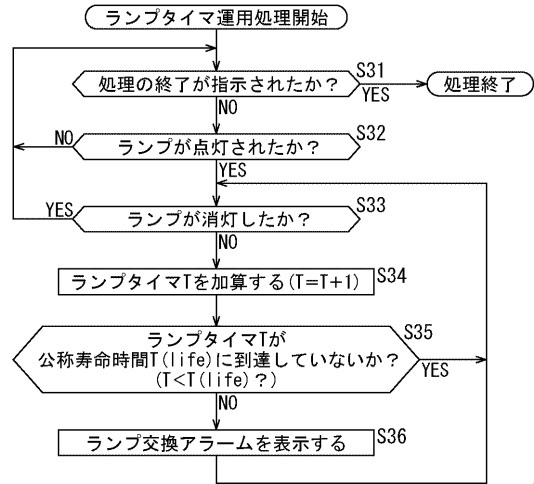 ランプタイマ運用処理開始
処理の終了が指示されたか?
S31
YES
処理終了
NO
ランプが点灯されたか?
S32
NO
YES
ランプが消灯したか?
S33
YES
NO
ランプタイマTを加算する(T=T+1)
S34
ランプタイマTが
公称寿命時間T(life)に到達していないか?
(T<T(life)?)
S35
YES
NO
ランプ交換アラームを表示する
S36